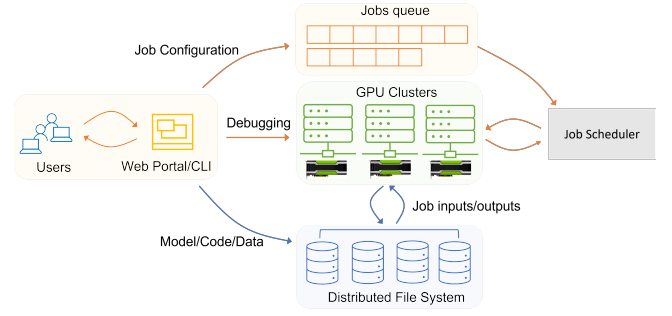 Jobs queue
Job Configuration
GPU Clusters
Debugging
Job Scheduler
Users
Web Portal/CLI
Job inputs/outputs
Model/Code/Data
Distributed File System